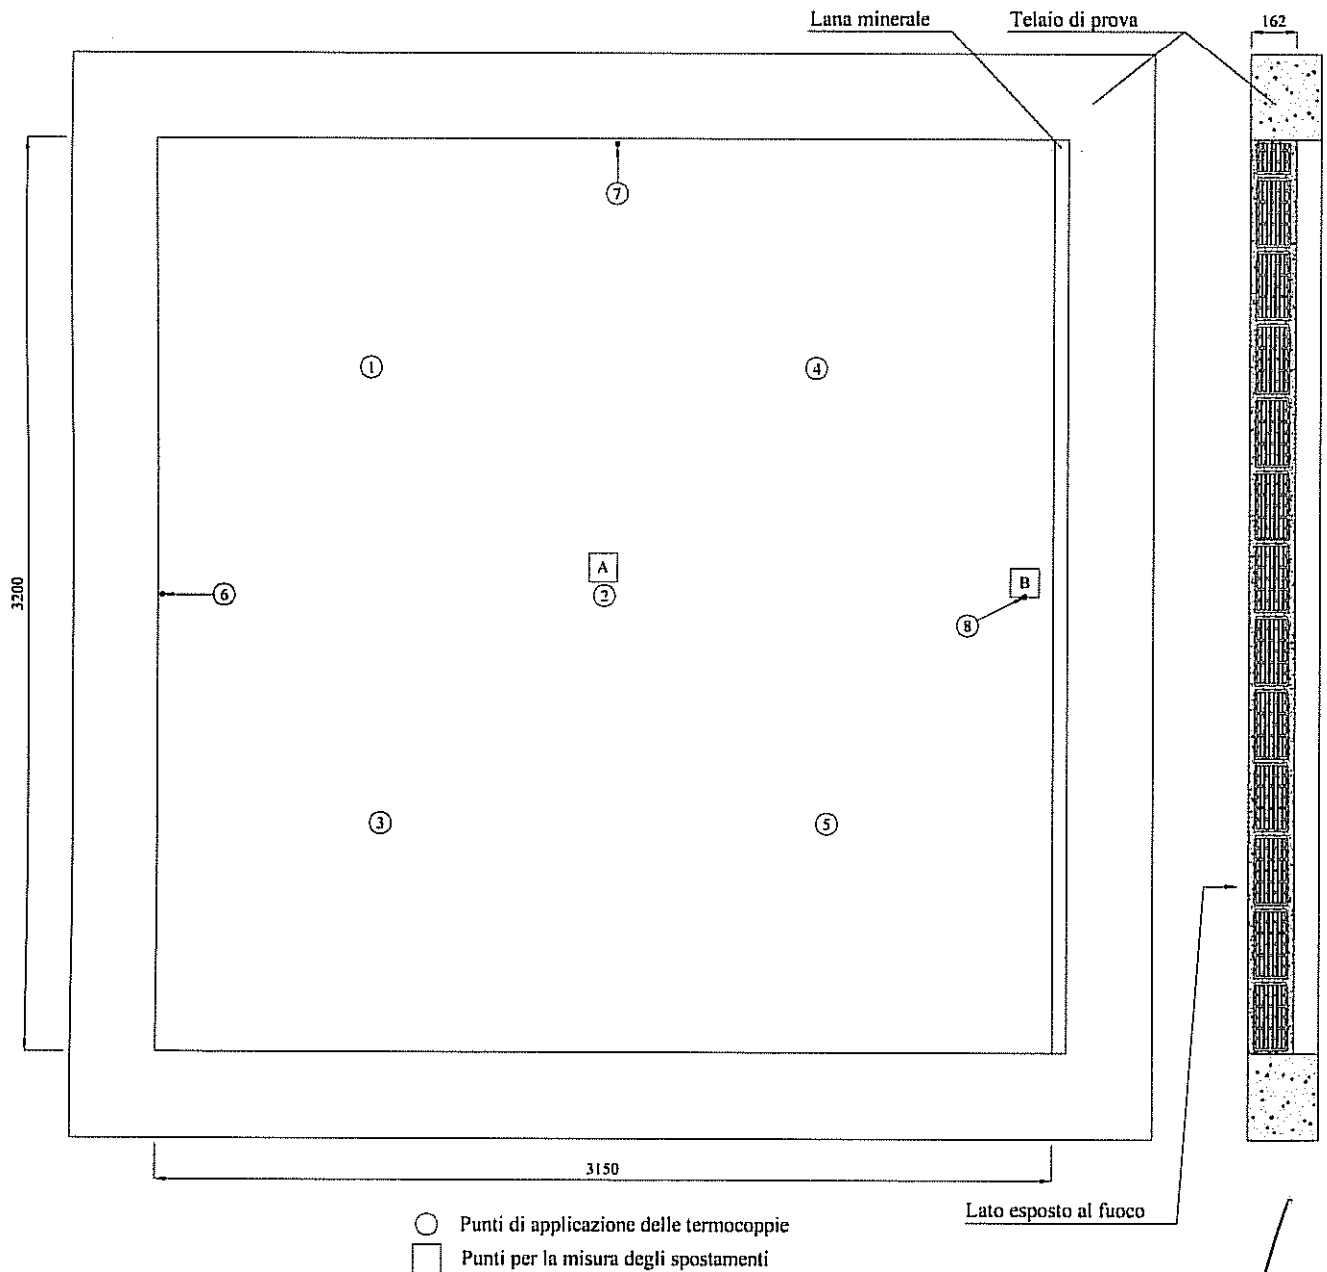 Lana minerale
Telaio di prova
162
7
1
4
3200
A
B
6
2
8
3
5
3150
Lato esposto al fuoco
Punti di applicazione delle termocoppie
Punti per la misura degli spostamenti